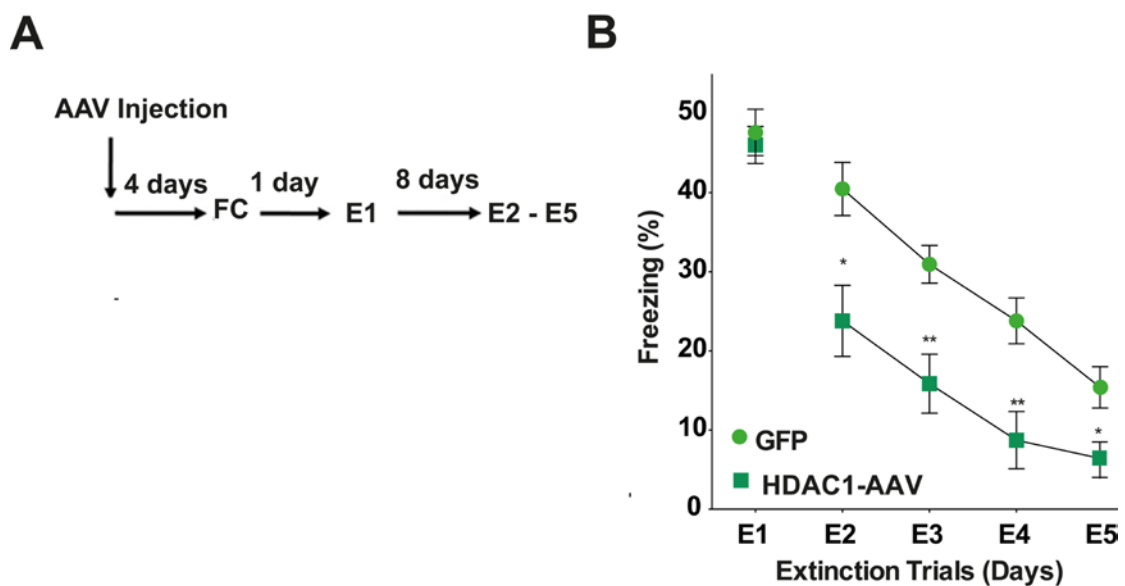 A
AAV Injection
4 days
1 day
8 days
FC
E1
E2 - E5
B
Freezing (%)
50
40
30
20
10
0
*
**
**
*
GFP
HDAC1-AAV
E1
E2
E3
E4
E5
Extinction Trials (Days)